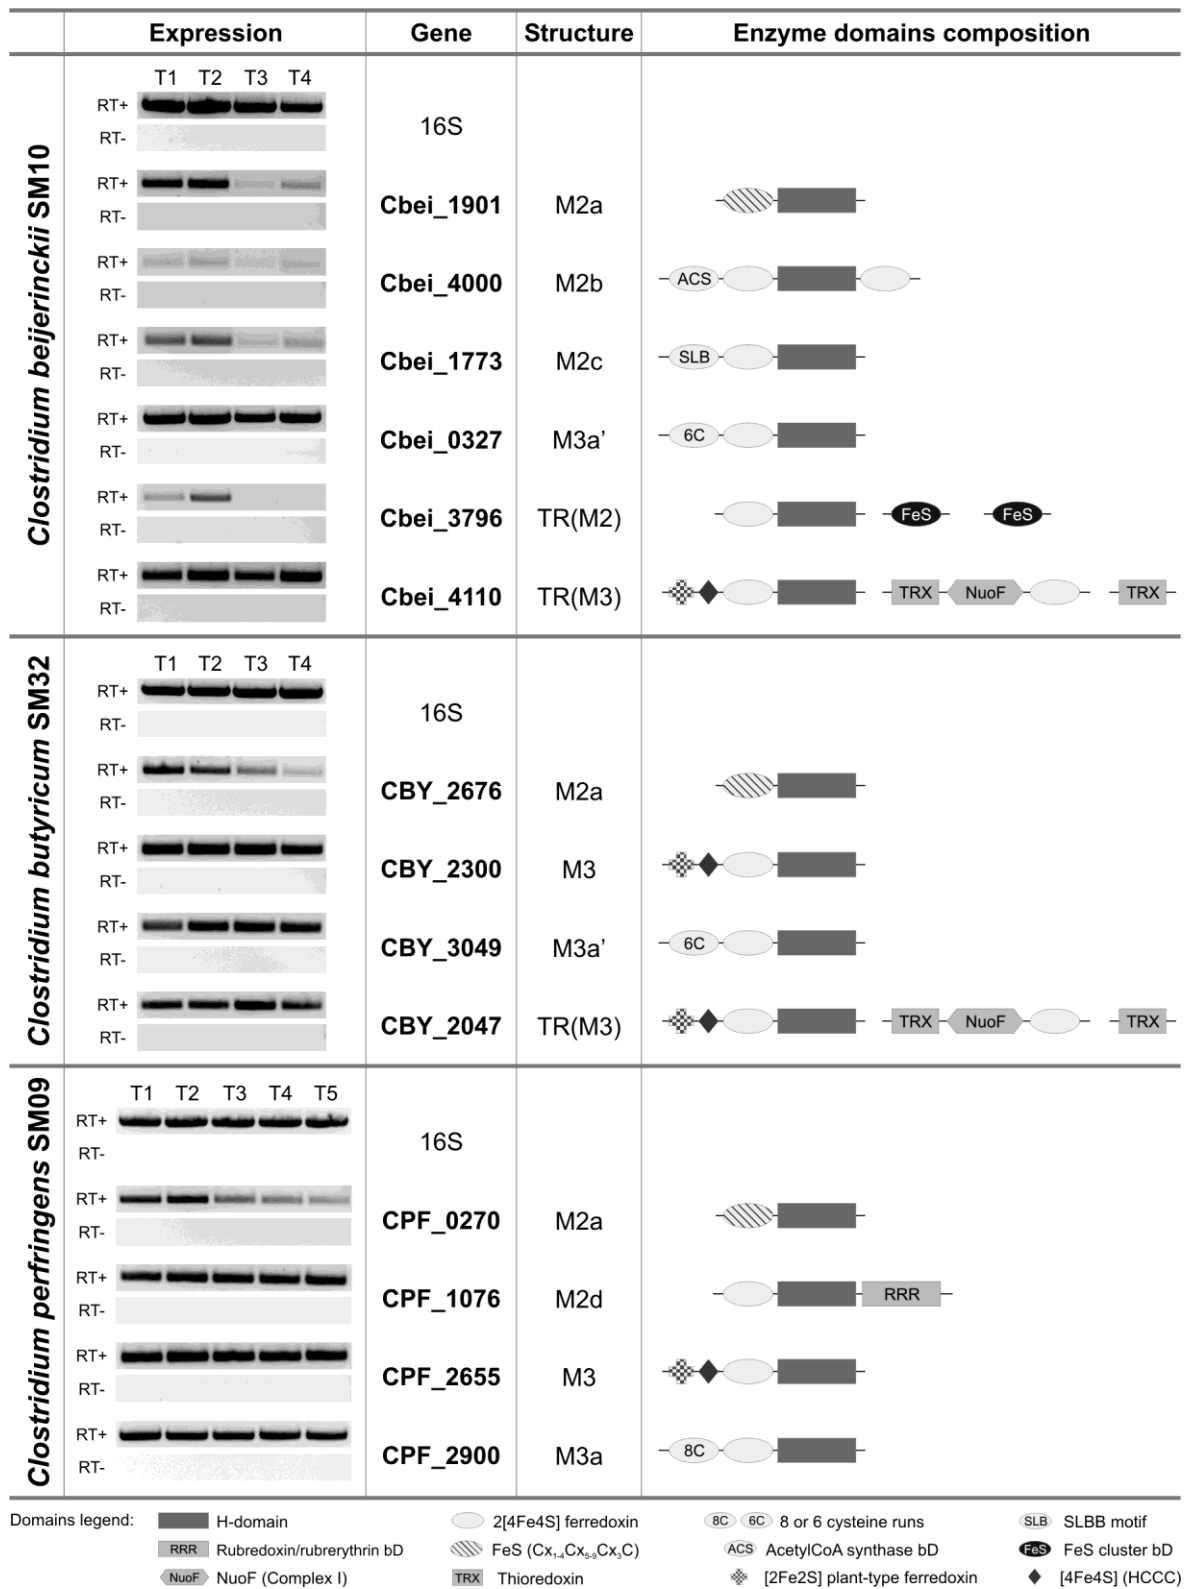 Expression Gene Structure Enzyme domains composition
Clostridium beijerinckii SM10
T1 T2 T3 T4
RT+
16S
RT-
RT+
Cbei_1901 M2a
RT-
RT+
Cbei_4000 M2b ACS
RT-
RT+
Cbei_1773 M2c SLB
RT-
RT+
Cbei_0327 M3a’ 6C
RT-
RT+
Cbei_3796 TR(M2) FeS FeS
RT-
RT+
Cbei_4110 TR(M3) TRX NuoF TRX
RT-
Clostridium butyricum SM32
T1 T2 T3 T4
RT+
16S
RT-
RT+
CBY_2676 M2a
RT-
RT+
CBY_2300 M3
RT-
RT+
CBY_3049 M3a’ 6C
RT-
RT+
CBY_2047 TR(M3) TRX NuoF TRX
RT-
Clostridium perfringens SM09
T1 T2 T3 T4 T5
RT+
16S
RT-
RT+
CPF_0270 M2a
RT-
RT+
CPF_1076 M2d RRR
RT-
RT+
CPF_2655 M3
RT-
RT+
CPF_2900 M3a 8C
RT-
Domains legend: H-domain 2[4Fe4S] ferredoxin 8C 6C 8 or 6 cysteine runs SLB SLBB motif
RRR Rubredoxin/rubrerythrin bD FeS (Cx₁₋₄Cx₅₋₉Cx₃C) ACS AcetylCoA synthase bD FeS FeS cluster bD
NuoF NuoF (Complex I) TRX Thioredoxin [2Fe2S] plant-type ferredoxin [4Fe4S] (HCCC)